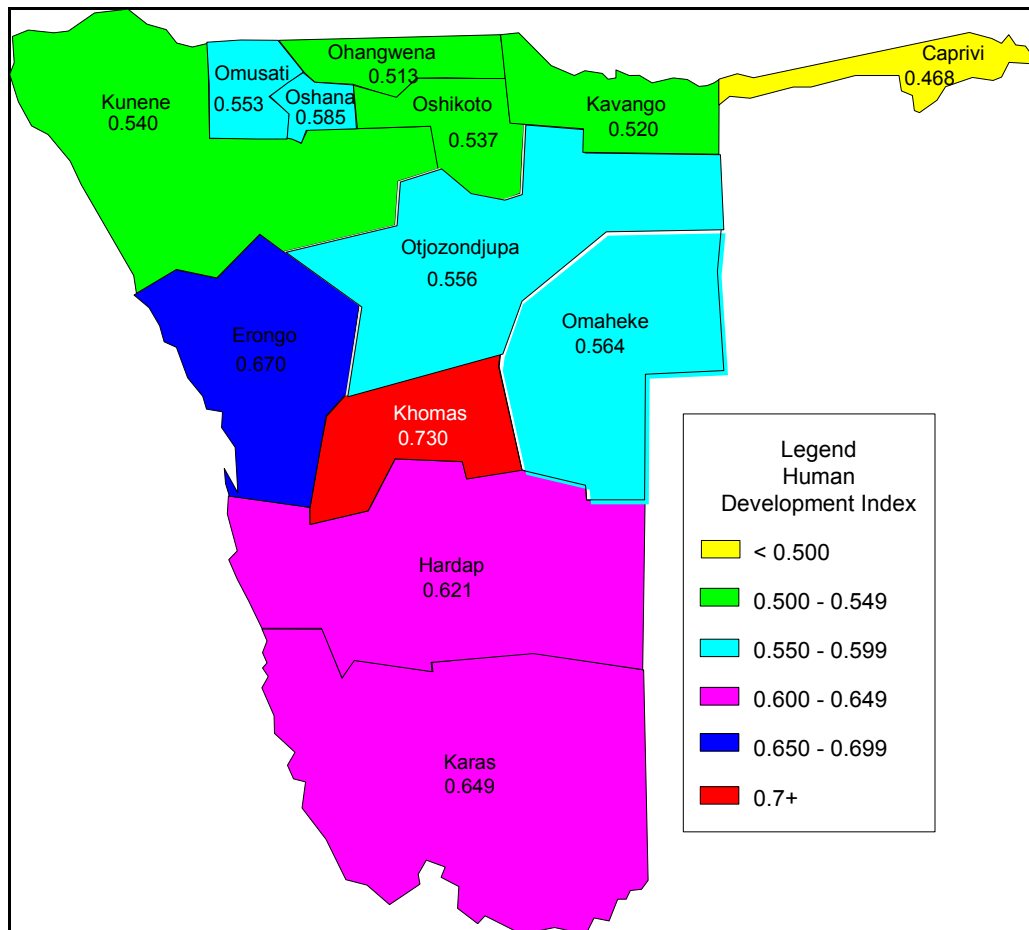 Ohangwena
0.513
Caprivi
0.468
Omusati
0.553
Oshana
0.585
Kunene
0.540
Oshikoto
0.537
Kavango
0.520
Otjozondjupa
0.556
Omaheke
0.564
Erongo
0.670
Khomas
0.730
Hardap
0.621
Karas
0.649
Legend
Human
Development Index
< 0.500
0.500 - 0.549
0.550 - 0.599
0.600 - 0.649
0.650 - 0.699
0.7+